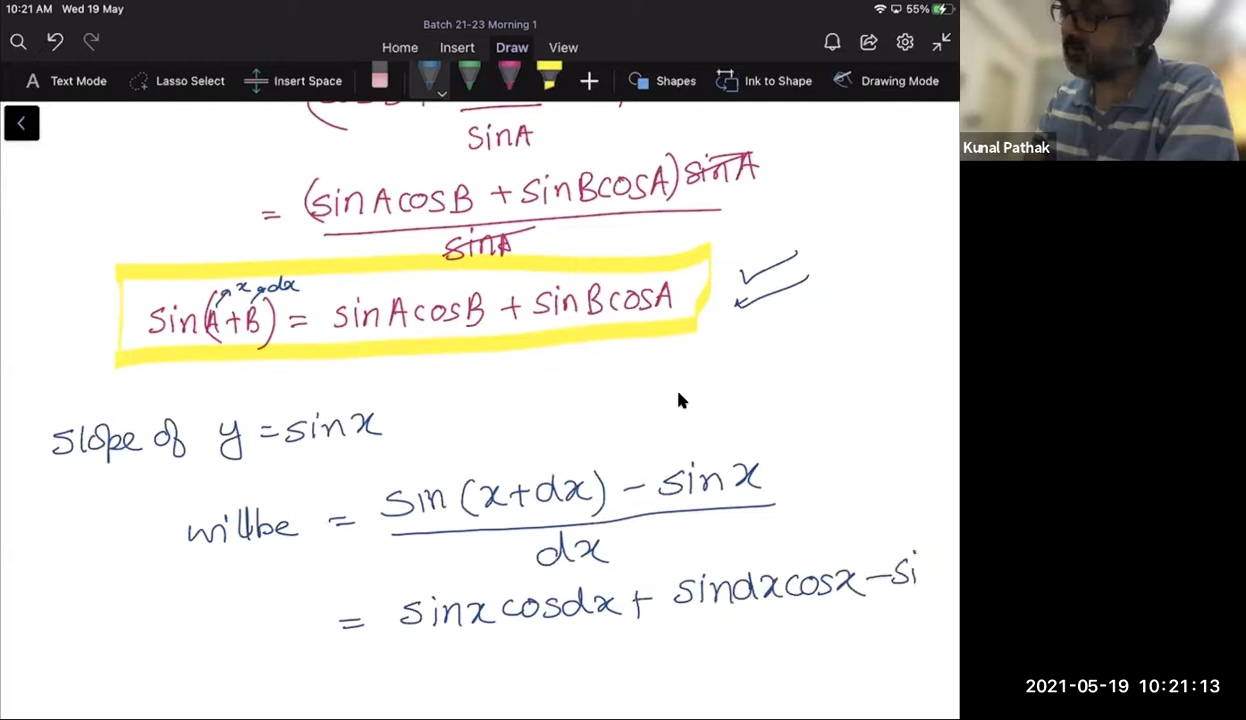 10:21 AM Wed 19 May
55%
Batch 21-23 Morning 1
Home Insert Draw View
Text Mode Lasso Select Insert Space Shapes Ink to Shape Drawing Mode
sinA
= (sinAcosB + sinBcosA) sinA
sinA
x dx
sin(A+B) = sinAcosB + sinBcosA
slope of y = sinx
will be = sin(x+dx) - sinx
dx
= sinxcosdx + sindxcosx - si
Kunal Pathak
2021-05-19 10:21:13